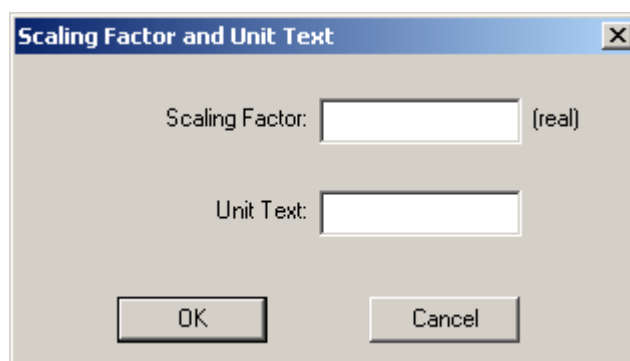 Scaling Factor and Unit Text
Scaling Factor: (real)
Unit Text:
OK Cancel